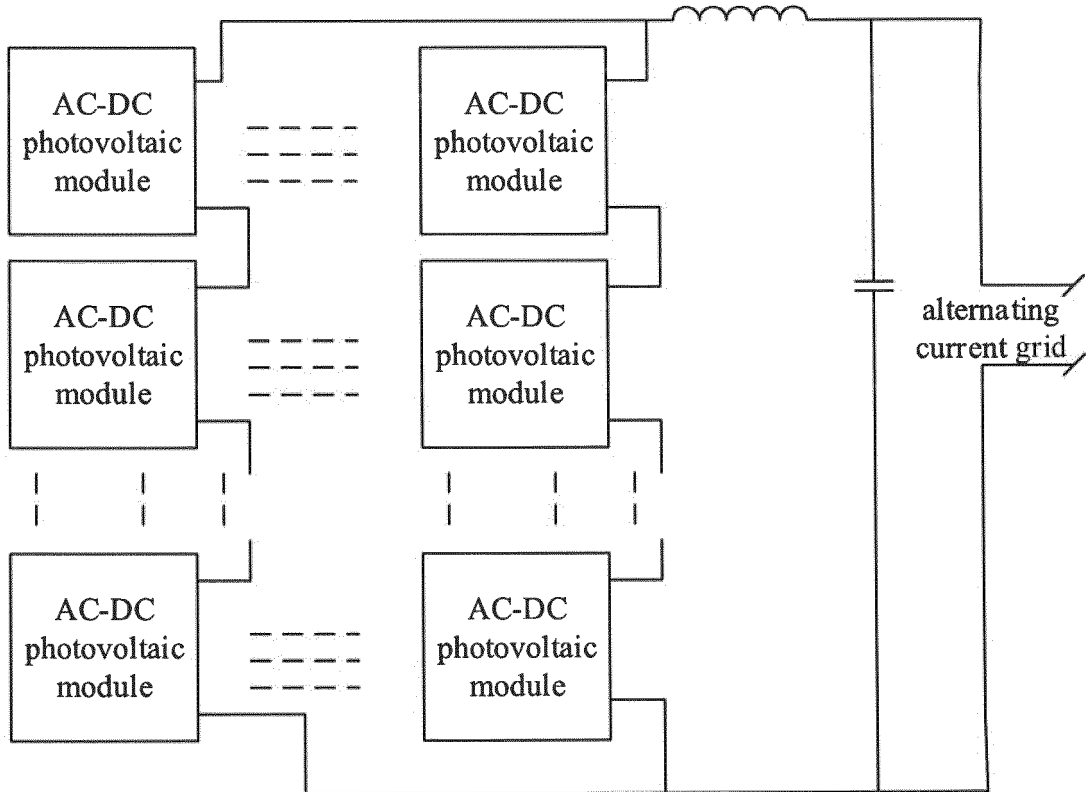 AC-DC
photovoltaic
module
AC-DC
photovoltaic
module
AC-DC
photovoltaic
module
AC-DC
photovoltaic
module
alternating
current grid
AC-DC
photovoltaic
module
AC-DC
photovoltaic
module